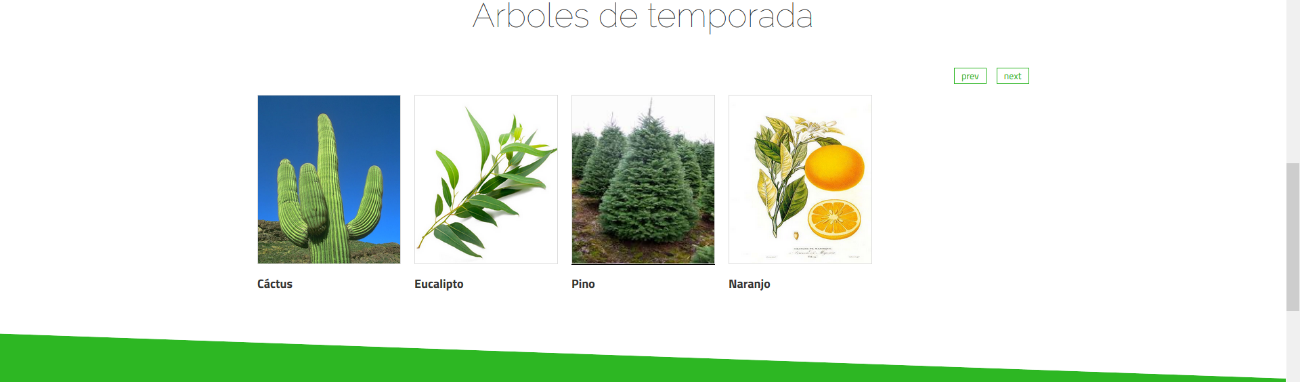 Arboles de temporada
prev next
Cáctus Eucalipto Pino Naranjo